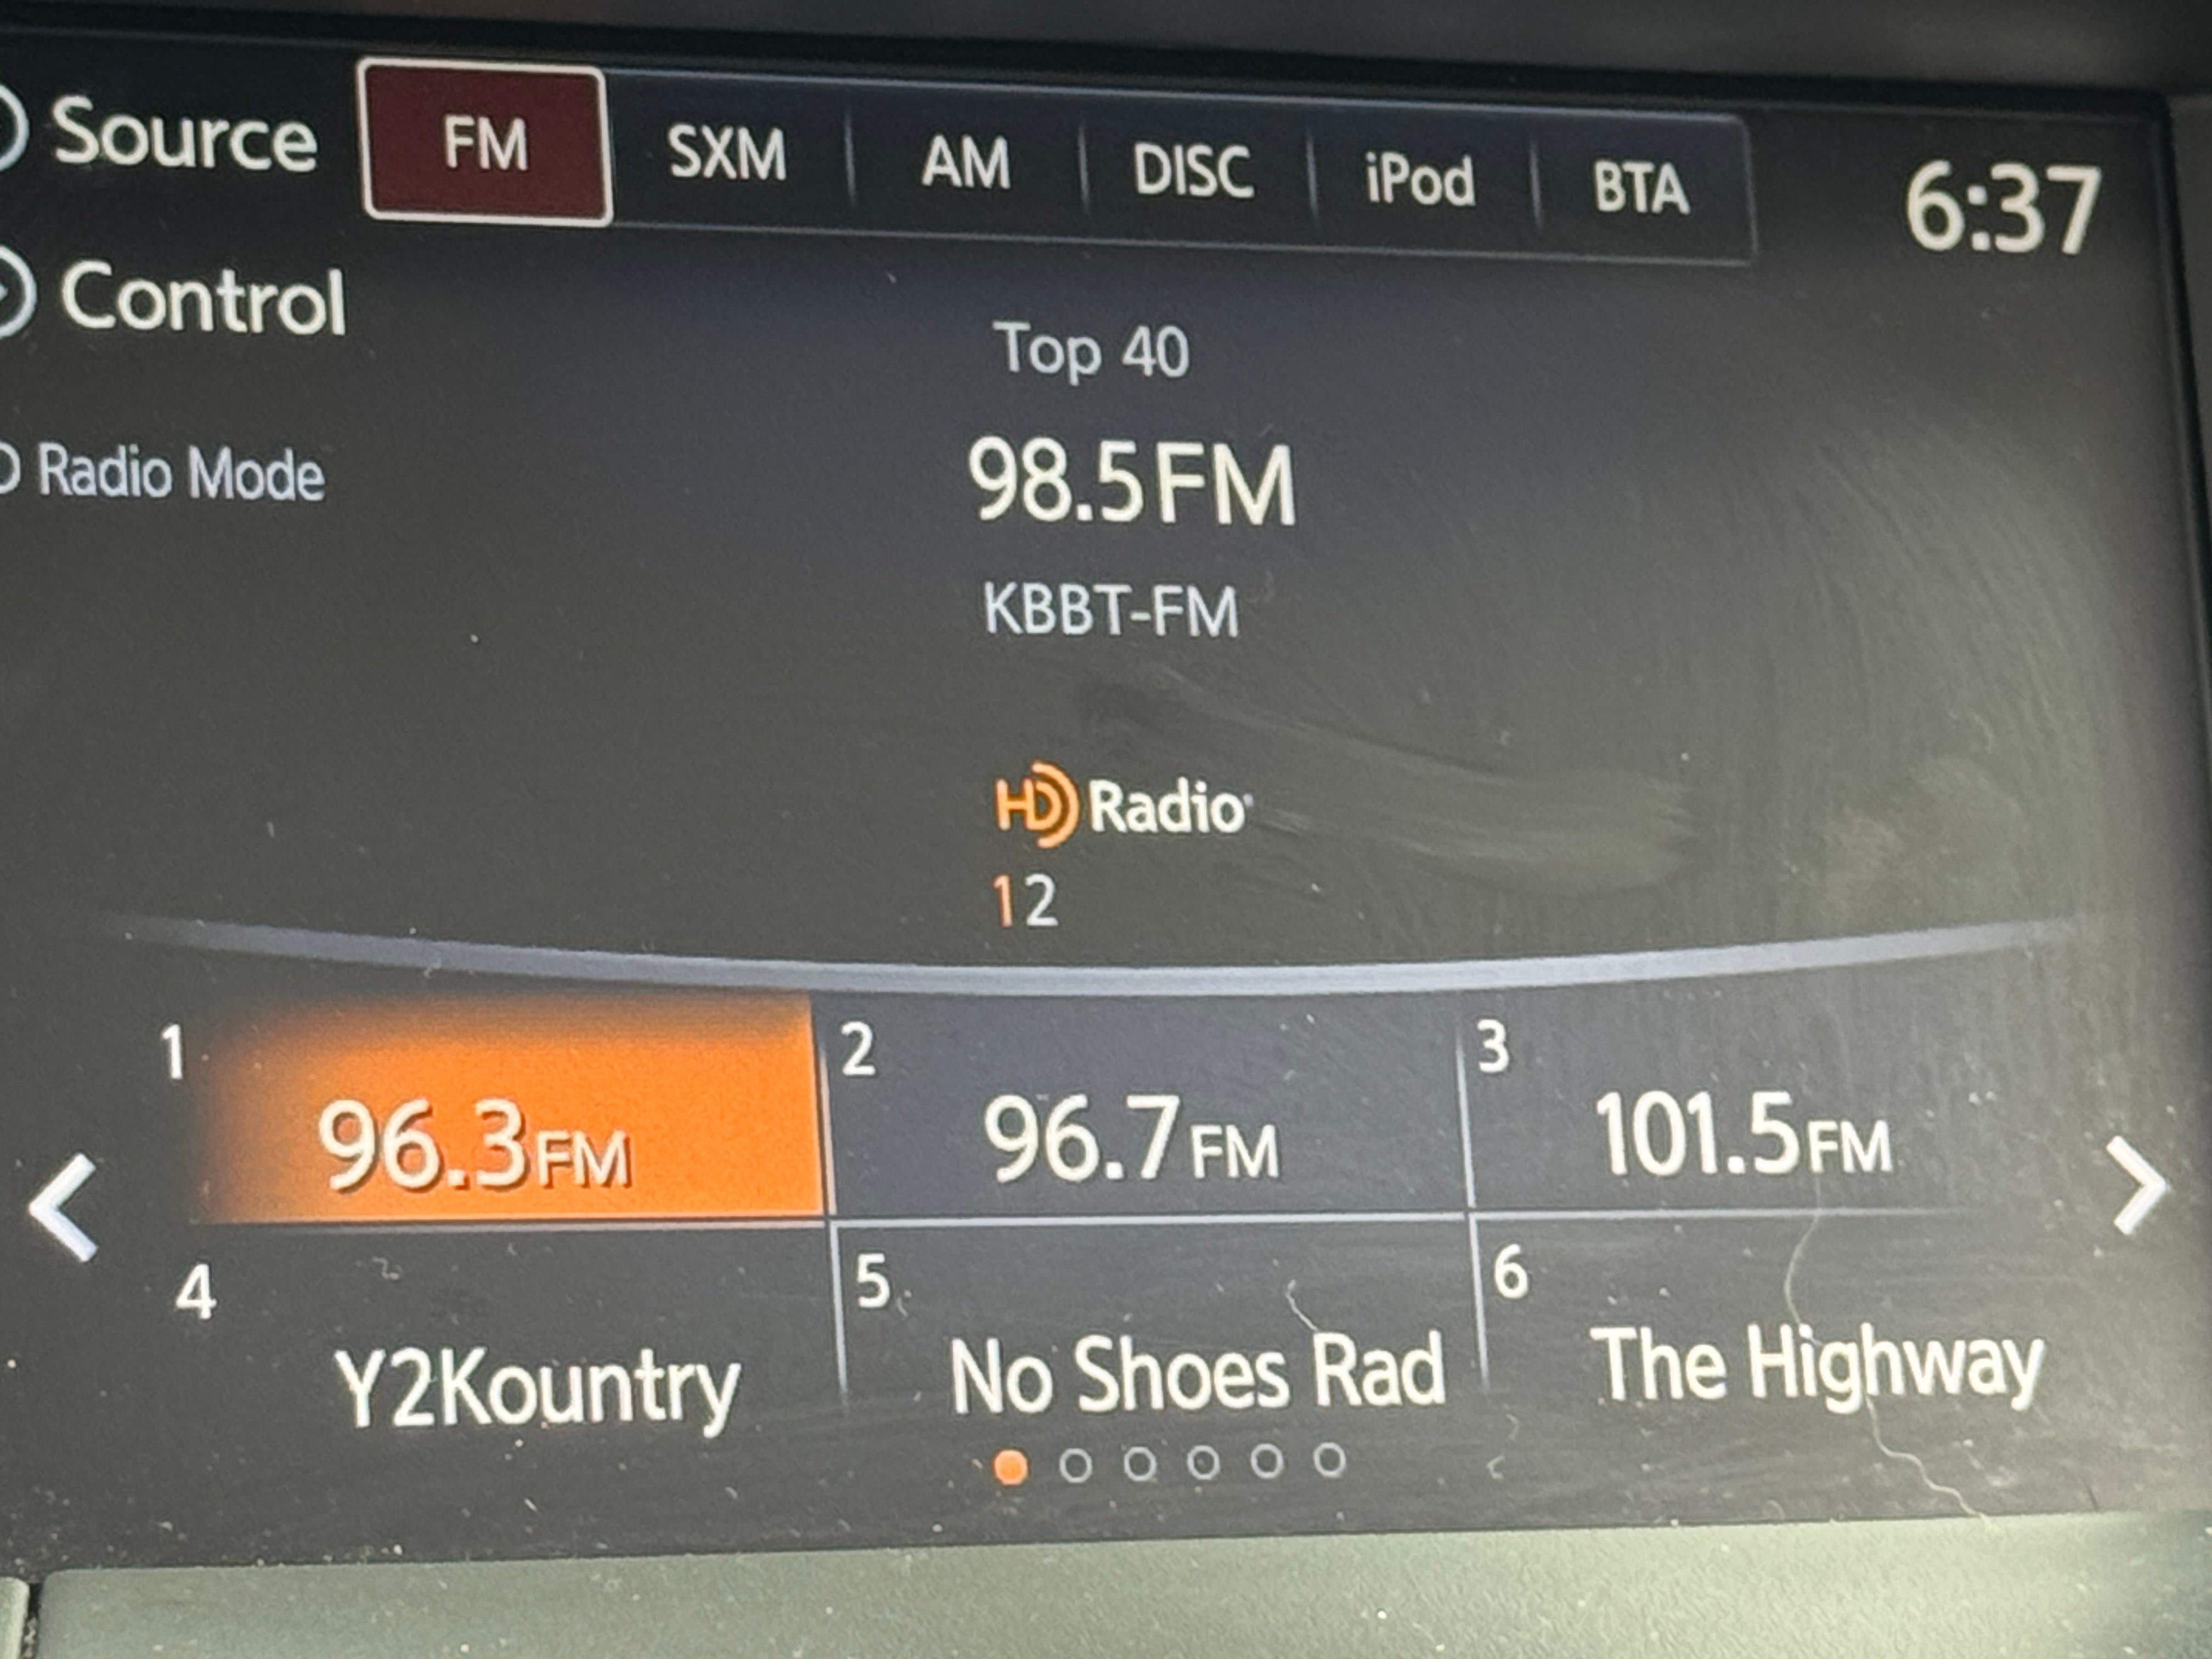 Source
FM SXM AM DISC iPod BTA
6:37
Control
Top 40
Radio Mode
98.5FM
KBBT-FM
HD Radio
12
1 96.3FM
2 96.7FM
3 101.5FM
4 Y2Kountry
5 No Shoes Rad
6 The Highway